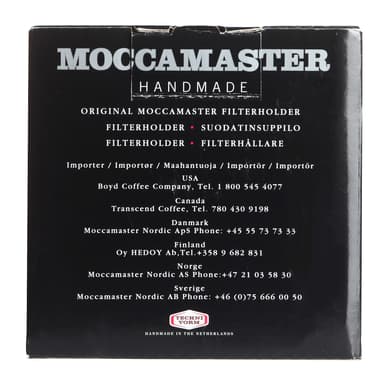 MOCCAMASTER
HANDMADE
ORIGINAL MOCCAMASTER FILTERHOLDER
FILTERHOLDER • SUODATINSUPPILO
FILTERHOLDER • FILTERHÅLLARE
Importer / Importør / Maahantuoja / Importör / Importör
USA
Boyd Coffee Company, Tel. 1 800 545 4077
Canada
Transcend Coffee, Tel. 780 430 9198
Danmark
Moccamaster Nordic ApS Phone: +45 55 73 73 33
Finland
Oy HEDOY Ab,Tel.+358 9 682 831
Norge
Moccamaster Nordic AS Phone:+47 21 03 58 30
Sverige
Moccamaster Nordic AB Phone: +46 (0)75 666 00 50
TECHNI
VORM
HANDMADE IN THE NETHERLANDS